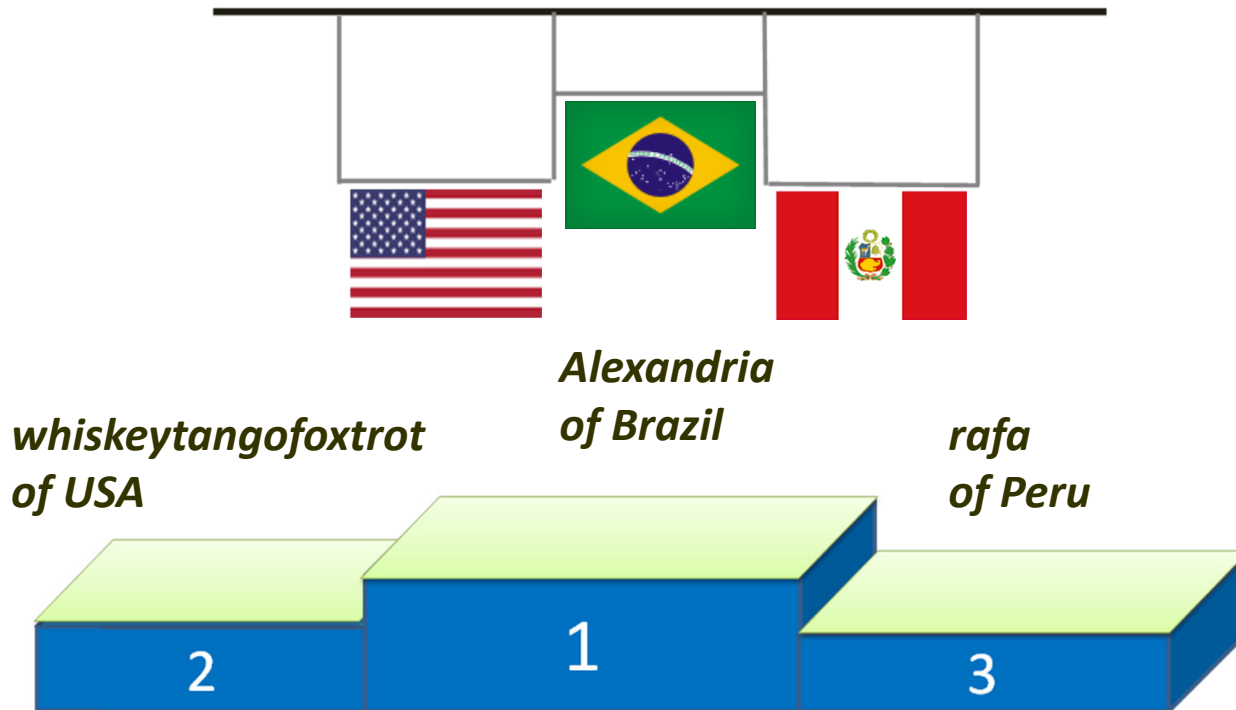 Alexandria
of Brazil
whiskeytangofoxtrot
of USA
rafa
of Peru
2
1
3